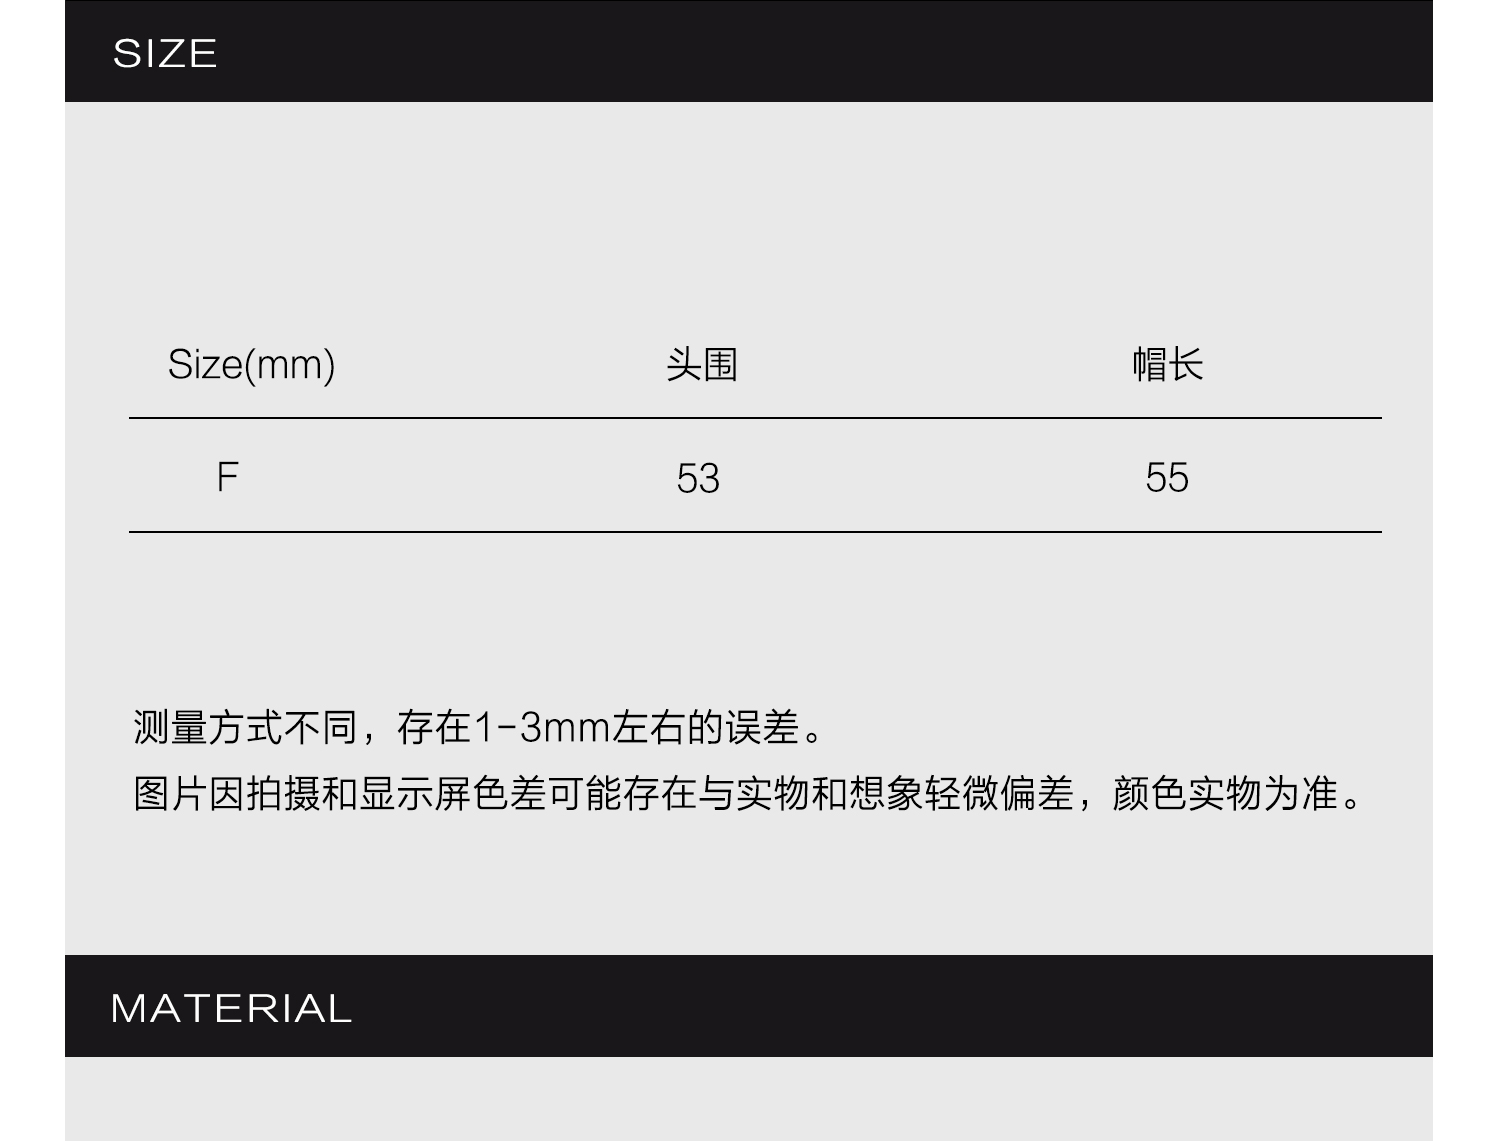 SIZE
Size(mm) 头围 帽长
F 53 55
测量方式不同，存在1-3mm左右的误差。
图片因拍摄和显示屏色差可能存在与实物和想象轻微偏差，颜色实物为准。
MATERIAL